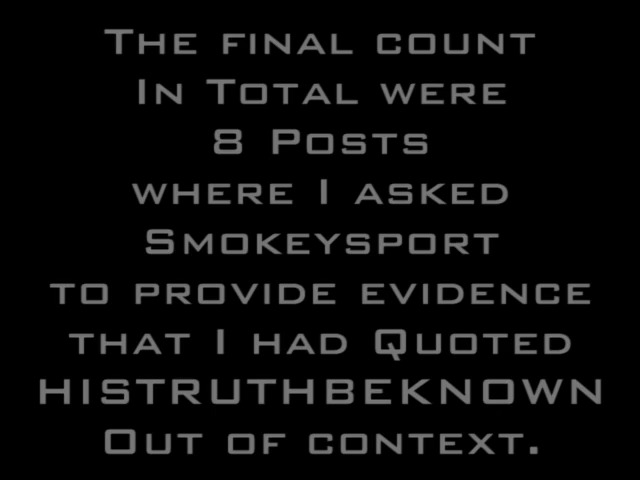 The final count
In Total were
8 Posts
where I asked
Smokeysport
to provide evidence
that I had Quoted
HISTRUTHBEKNOWN
Out of context.